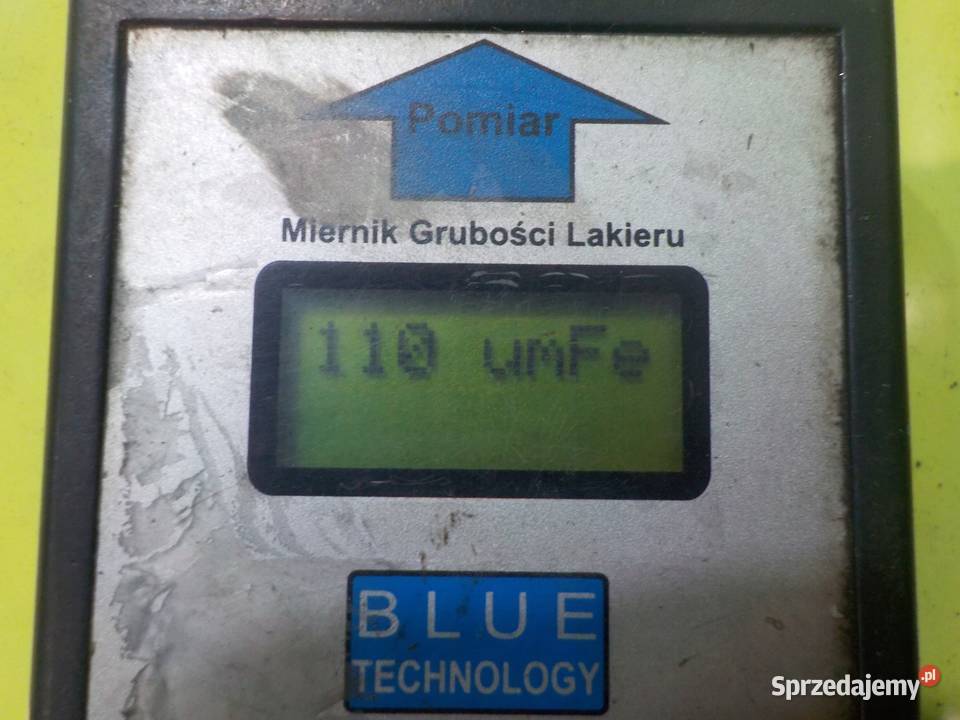 Pomiar
Miernik Grubości Lakieru
110 umFe
BLUE
TECHNOLOGY
Sprzedajemy.pl